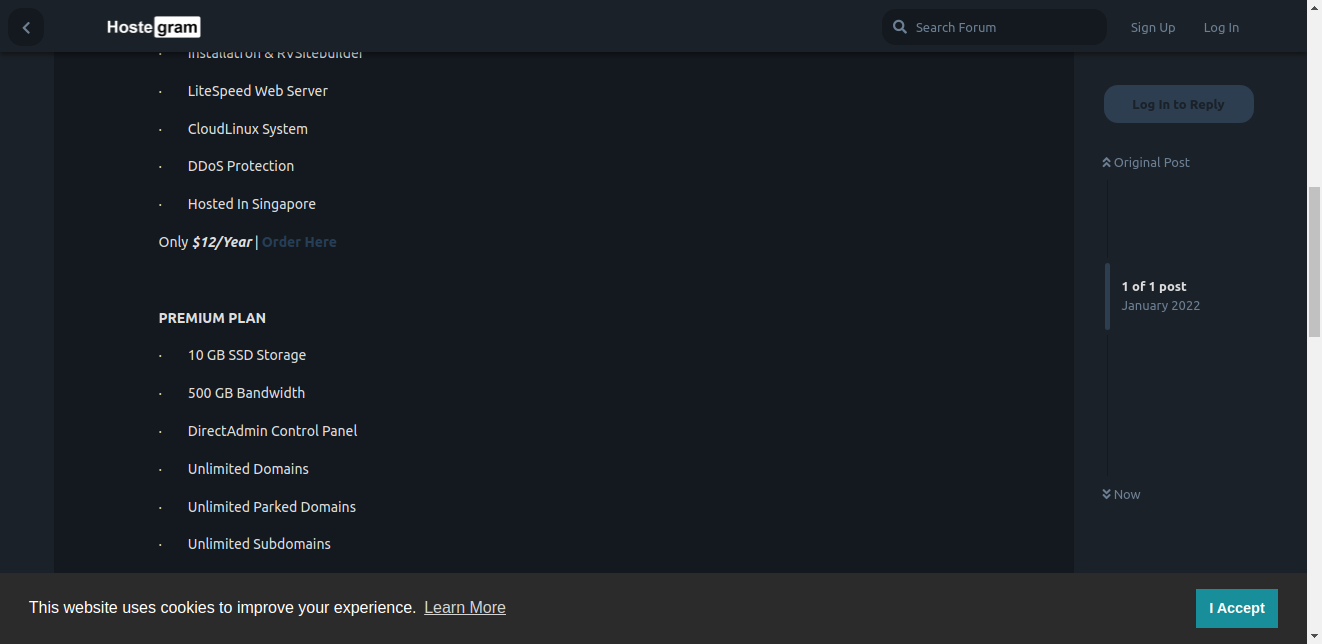 Hostegram
Search Forum
Sign Up
Log In
Installatron & RVSitebuilder
· LiteSpeed Web Server
· CloudLinux System
· DDoS Protection
· Hosted In Singapore
Only $12/Year | Order Here
PREMIUM PLAN
· 10 GB SSD Storage
· 500 GB Bandwidth
· DirectAdmin Control Panel
· Unlimited Domains
· Unlimited Parked Domains
· Unlimited Subdomains
Log In to Reply
Original Post
1 of 1 post
January 2022
Now
This website uses cookies to improve your experience. Learn More
I Accept